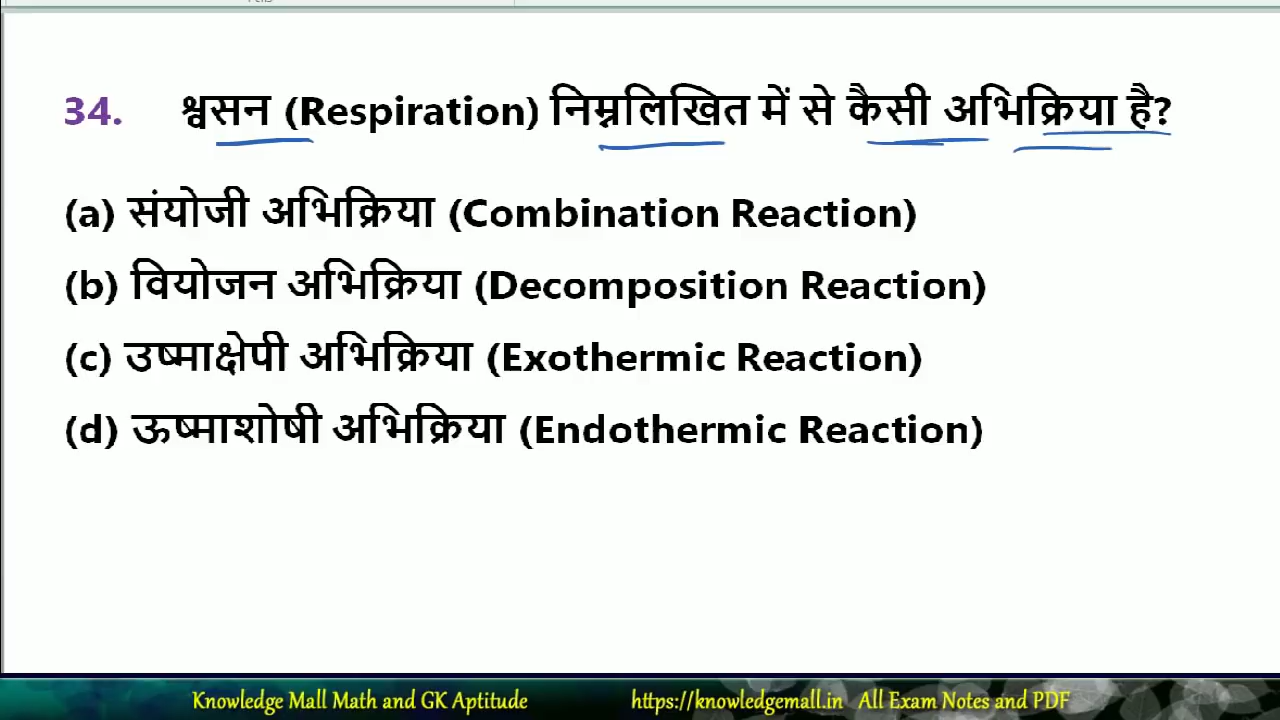 34. श्वसन (Respiration) निम्नलिखित में से कैसी अभिक्रिया है?
(a) संयोजी अभिक्रिया (Combination Reaction)
(b) वियोजन अभिक्रिया (Decomposition Reaction)
(c) उष्माक्षेपी अभिक्रिया (Exothermic Reaction)
(d) ऊष्माशोषी अभिक्रिया (Endothermic Reaction)
Knowledge Mall Math and GK Aptitude https://knowledgemall.in All Exam Notes and PDF